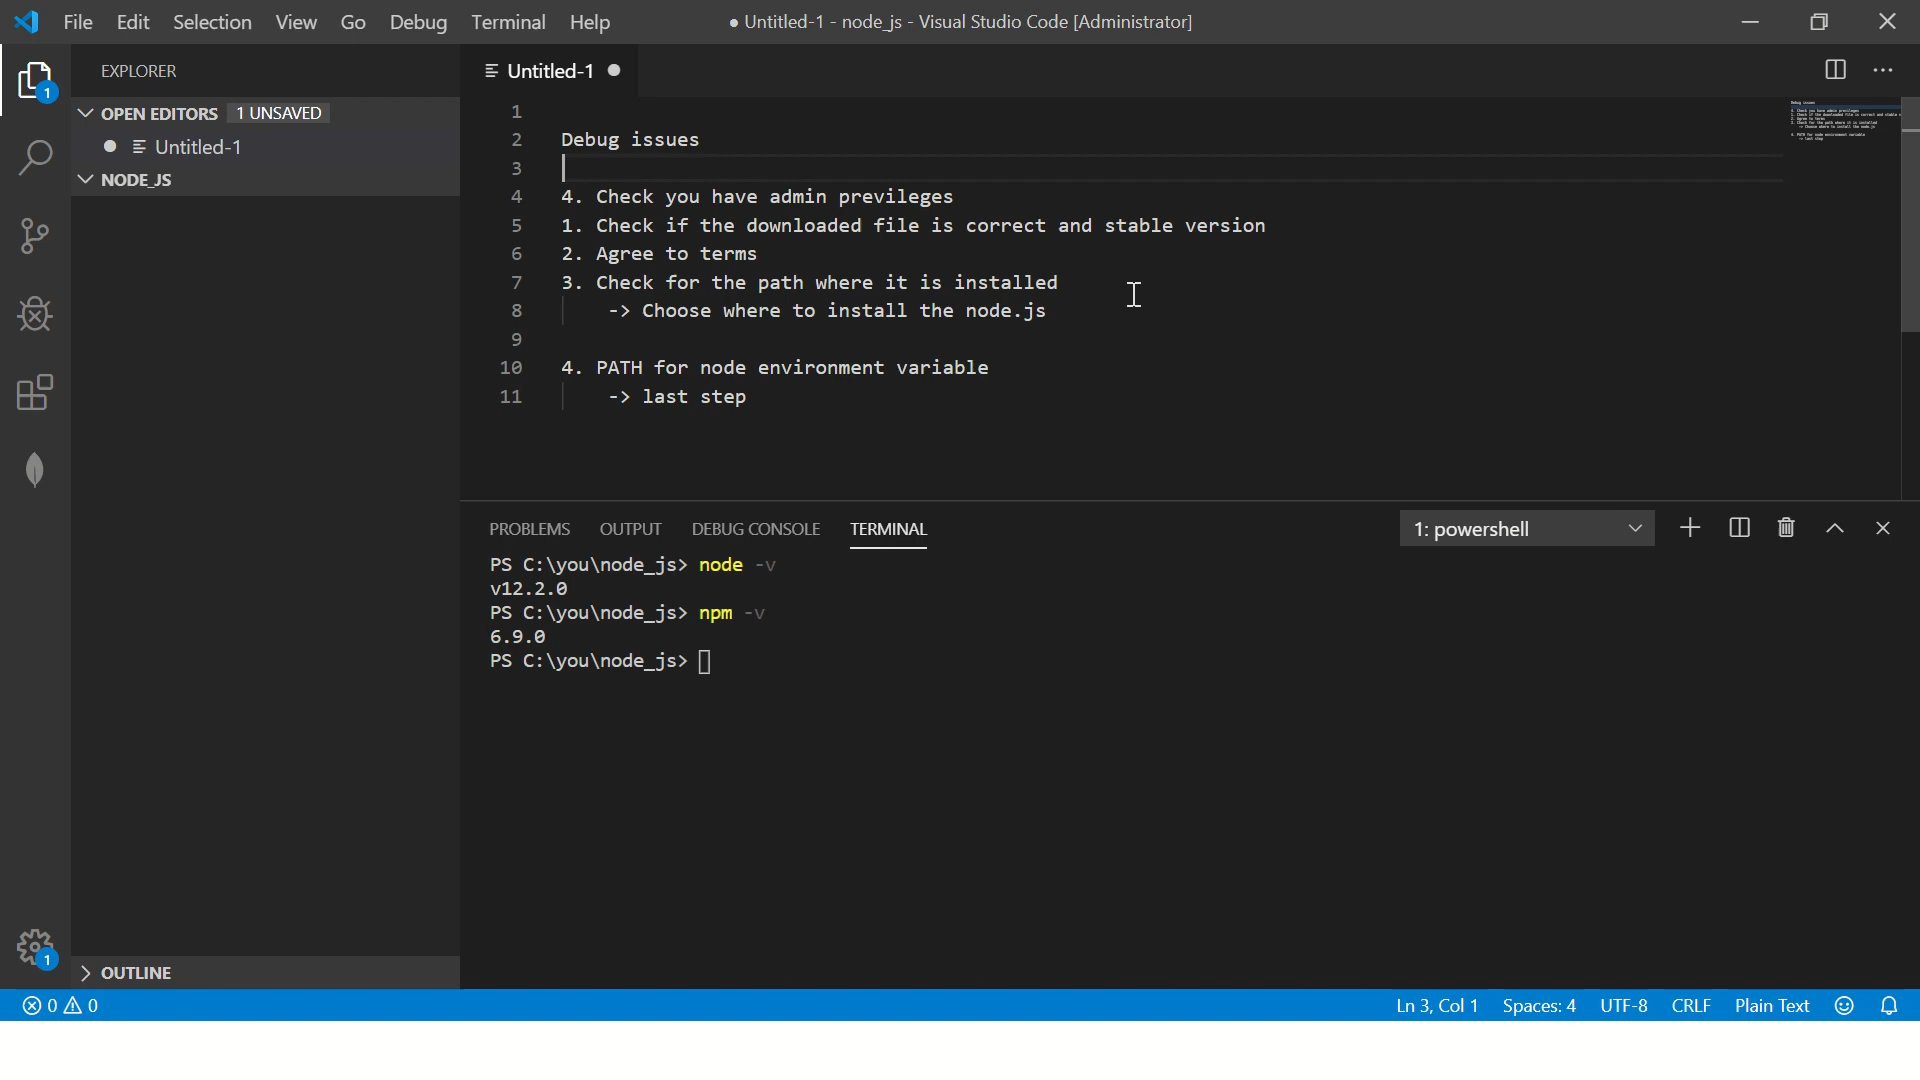 File Edit Selection View Go Debug Terminal Help ● Untitled-1 - node_js - Visual Studio Code [Administrator]
EXPLORER
1
OPEN EDITORS 1 UNSAVED
Untitled-1
NODE_JS
Untitled-1
1
2 Debug issues
3
4 4. Check you have admin previleges
5 1. Check if the downloaded file is correct and stable version
6 2. Agree to terms
7 3. Check for the path where it is installed
8 -> Choose where to install the node.js
9
10 4. PATH for node environment variable
11 -> last step
PROBLEMS OUTPUT DEBUG CONSOLE TERMINAL 1: powershell
PS C:\you\node_js> node -v
v12.2.0
PS C:\you\node_js> npm -v
6.9.0
PS C:\you\node_js>
1
OUTLINE
0 0 Ln 3, Col 1 Spaces: 4 UTF-8 CRLF Plain Text